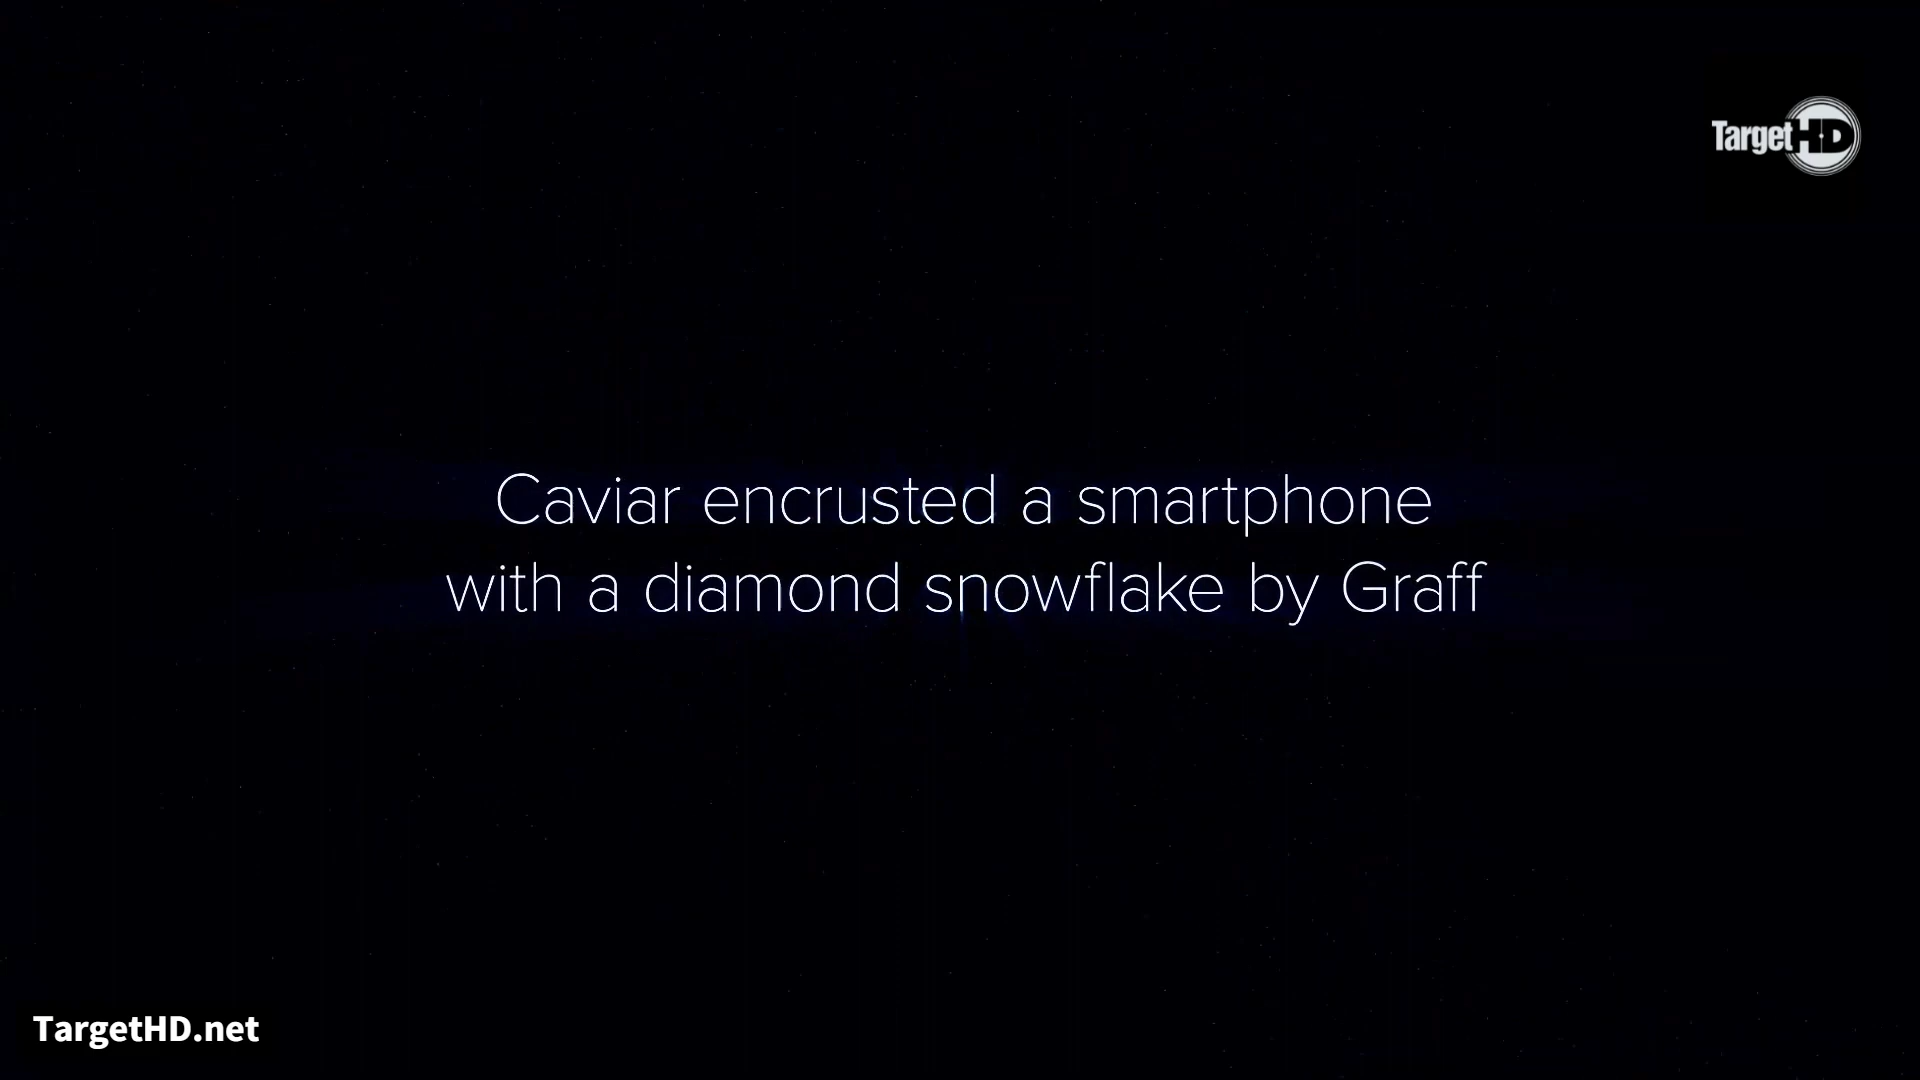 TargetHD
Caviar encrusted a smartphone
with a diamond snowflake by Graff
TargetHD.net